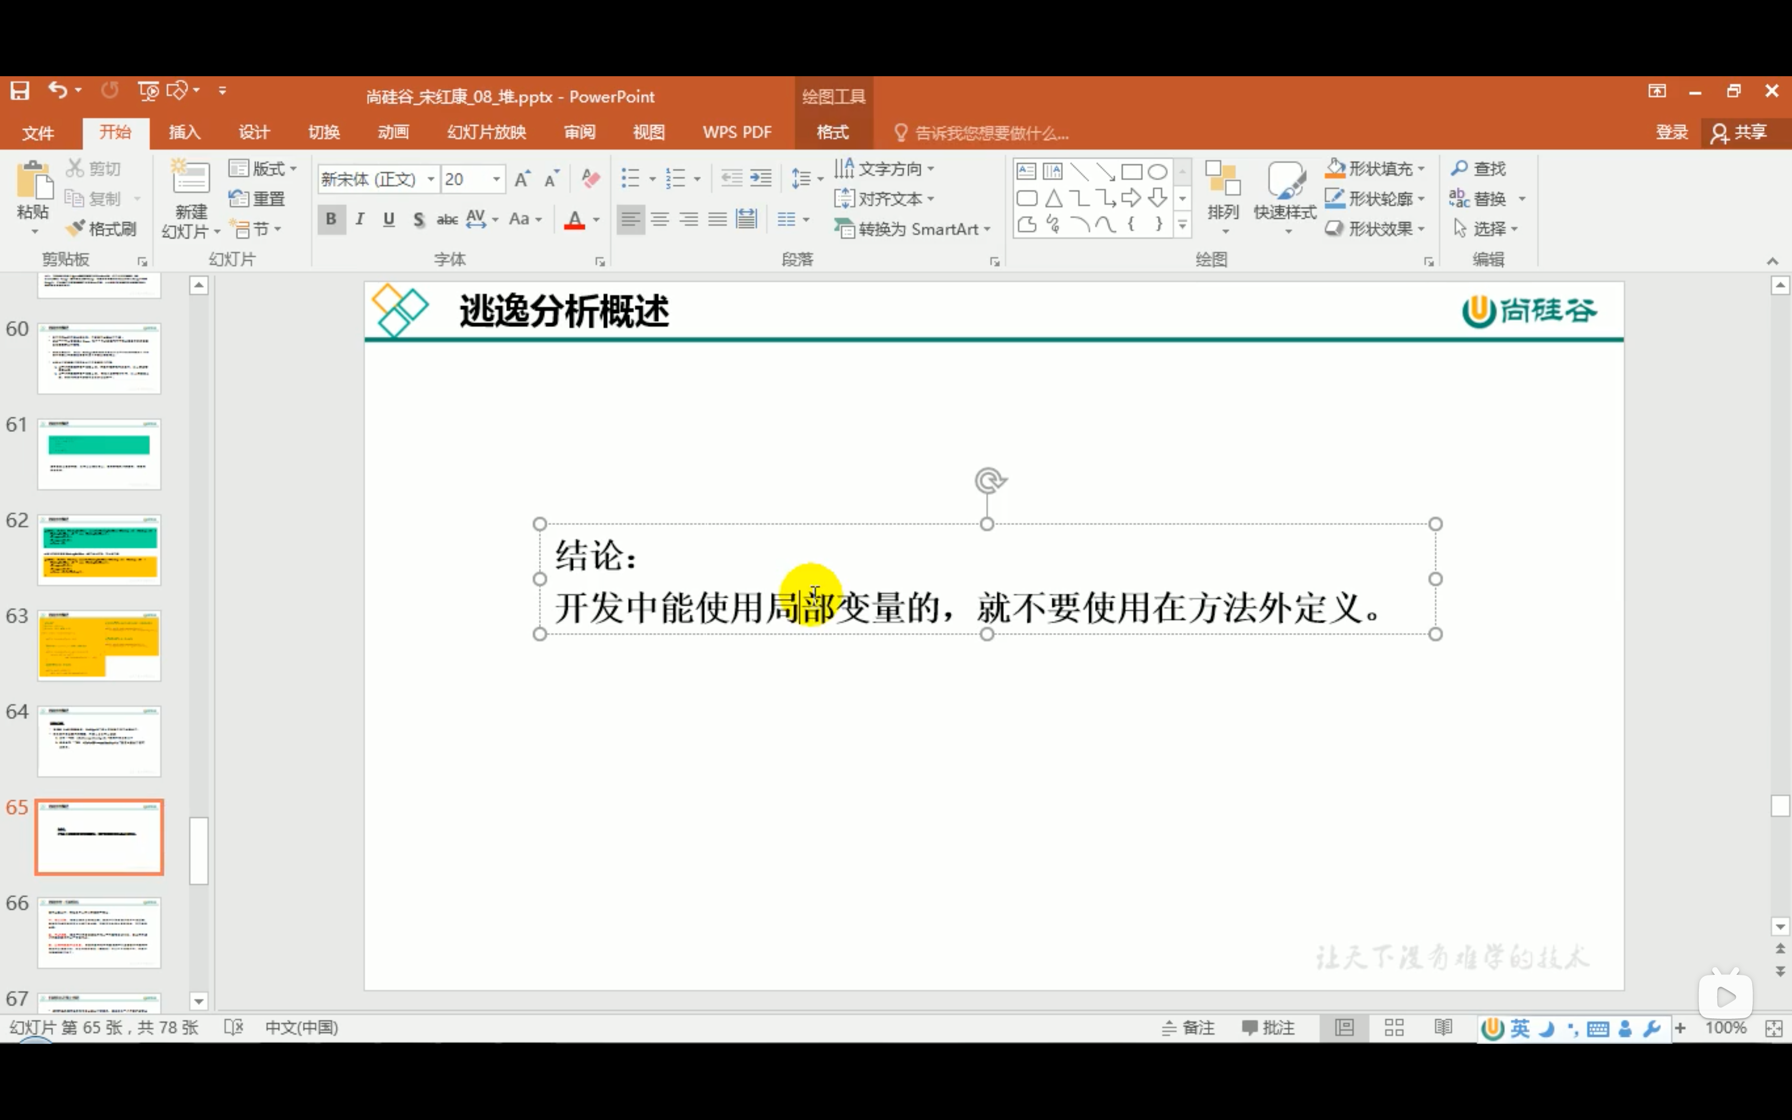 尚硅谷_宋红康_08_堆.pptx - PowerPoint
绘图工具
文件 开始 插入 设计 切换 动画 幻灯片放映 审阅 视图 WPS PDF 格式 告诉我您想要做什么... 登录 共享
粘贴
剪切
复制
格式刷
剪贴板
新建
幻灯片
版式
重置
节
幻灯片
新宋体 (正文) 20
B I U S abc AV Aa A
字体
文字方向
对齐文本
转换为 SmartArt
段落
排列
快速样式
形状填充
形状轮廓
形状效果
绘图
查找
替换
选择
编辑
60
61
62
63
64
65
66
67
逃逸分析概述
尚硅谷
结论：
开发中能使用局部变量的，就不要使用在方法外定义。
让天下没有难学的技术
幻灯片 第 65 张，共 78 张 中文(中国) 备注 批注 英 100%